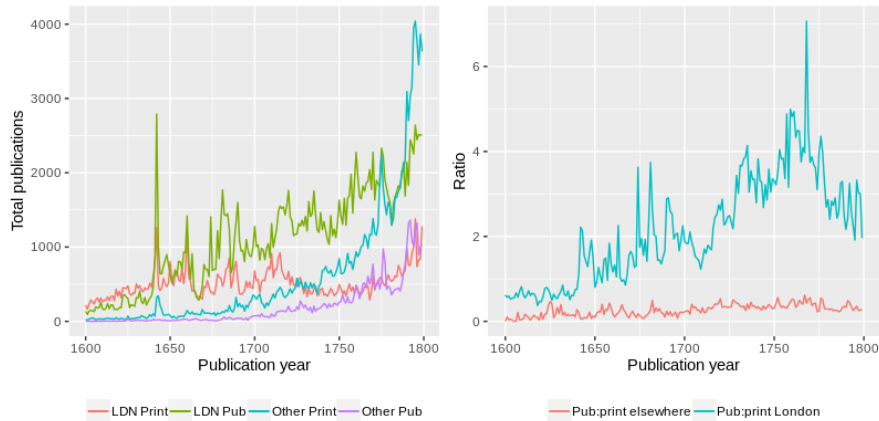 Total publications
4000
3000
2000
1000
0
1600 1650 1700 1750 1800
Publication year
LDN Print LDN Pub Other Print Other Pub
Ratio
6
4
2
0
1600 1650 1700 1750 1800
Publication year
Pub:print elsewhere Pub:print London